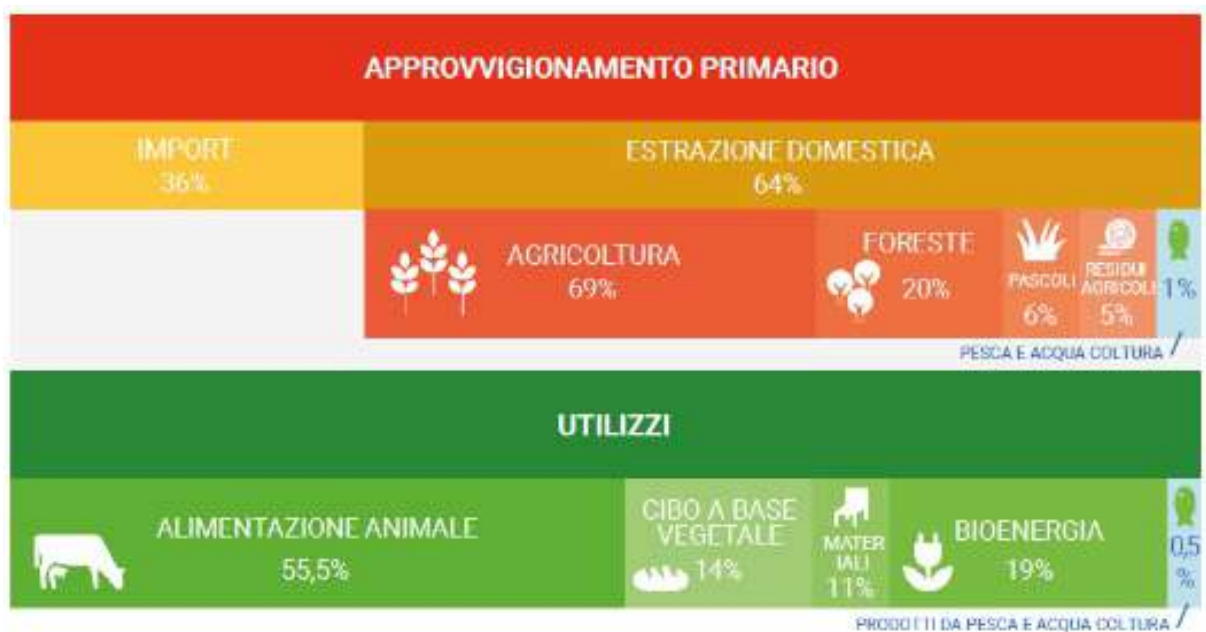 APPROVVIGIONAMENTO PRIMARIO
IMPORT
36%
ESTRAZIONE DOMESTICA
64%
AGRICOLTURA
69%
FORESTE
20%
PASCOLI
6%
RESIDUI
AGRICOLI
5%
1%
PESCA E ACQUA COLTURA
UTILIZZI
ALIMENTAZIONE ANIMALE
55,5%
CIBO A BASE
VEGETALE
14%
MATER
IALI
11%
BIOENERGIA
19%
0,5
%
PRODOTTI DA PESCA E ACQUA COLTURA